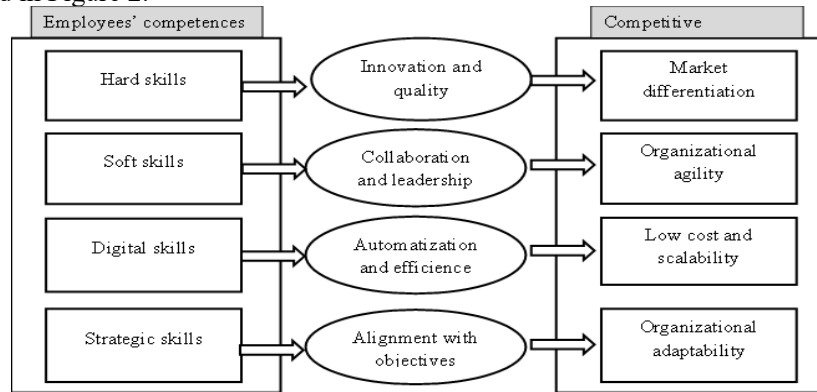 d in Figure 2.
Employees' competences
Competitive
Hard skills
Innovation and
quality
Market
differentiation
Soft skills
Collaboration
and leadership
Organizational
agility
Digital skills
Automatization
and efficience
Low cost and
scalability
Strategic skills
Alignment with
objectives
Organizational
adaptability